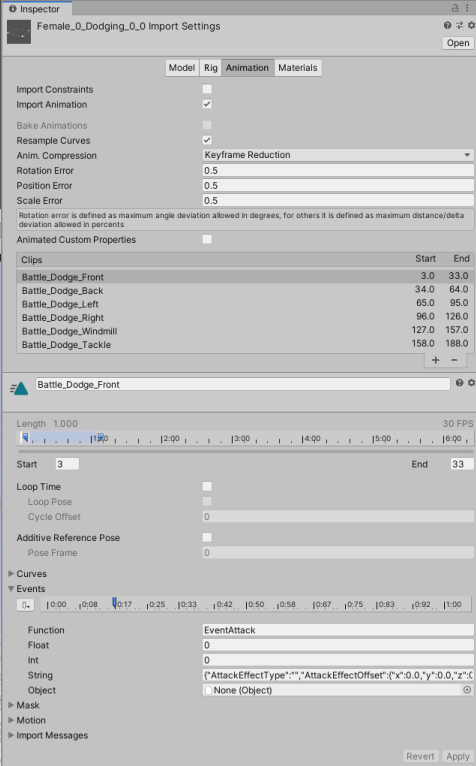 Inspector
Female_0_Dodging_0_0 Import Settings
Open
Model Rig Animation Materials
Import Constraints
Import Animation
Bake Animations
Resample Curves
Anim. Compression Keyframe Reduction
Rotation Error 0.5
Position Error 0.5
Scale Error 0.5
Rotation error is defined as maximum angle deviation allowed in degrees, for others it is defined as maximum distance/delta
deviation allowed in percents
Animated Custom Properties
Clips Start End
Battle_Dodge_Front 3.0 33.0
Battle_Dodge_Back 34.0 64.0
Battle_Dodge_Left 65.0 95.0
Battle_Dodge_Right 96.0 126.0
Battle_Dodge_Windmill 127.0 157.0
Battle_Dodge_Tackle 158.0 188.0
+ −
Battle_Dodge_Front
Length 1.000 30 FPS
1:00 2:00 3:00 4:00 5:00 6:00
Start 3 End 33
Loop Time
Loop Pose
Cycle Offset 0
Additive Reference Pose
Pose Frame 0
Curves
Events
0:00 0:08 0:17 0:25 0:33 0:42 0:50 0:58 0:67 0:75 0:83 0:92 1:00
Function EventAttack
Float 0
Int 0
String {"AttackEffectType":"","AttackEffectOffset":{"x":0.0,"y":0.0,"z":0
Object None (Object)
Mask
Motion
Import Messages
Revert Apply